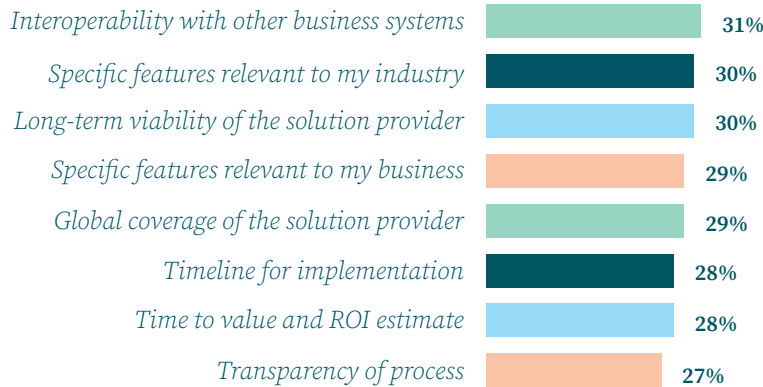 Interoperability with other business systems 31%
Specific features relevant to my industry 30%
Long-term viability of the solution provider 30%
Specific features relevant to my business 29%
Global coverage of the solution provider 29%
Timeline for implementation 28%
Time to value and ROI estimate 28%
Transparency of process 27%